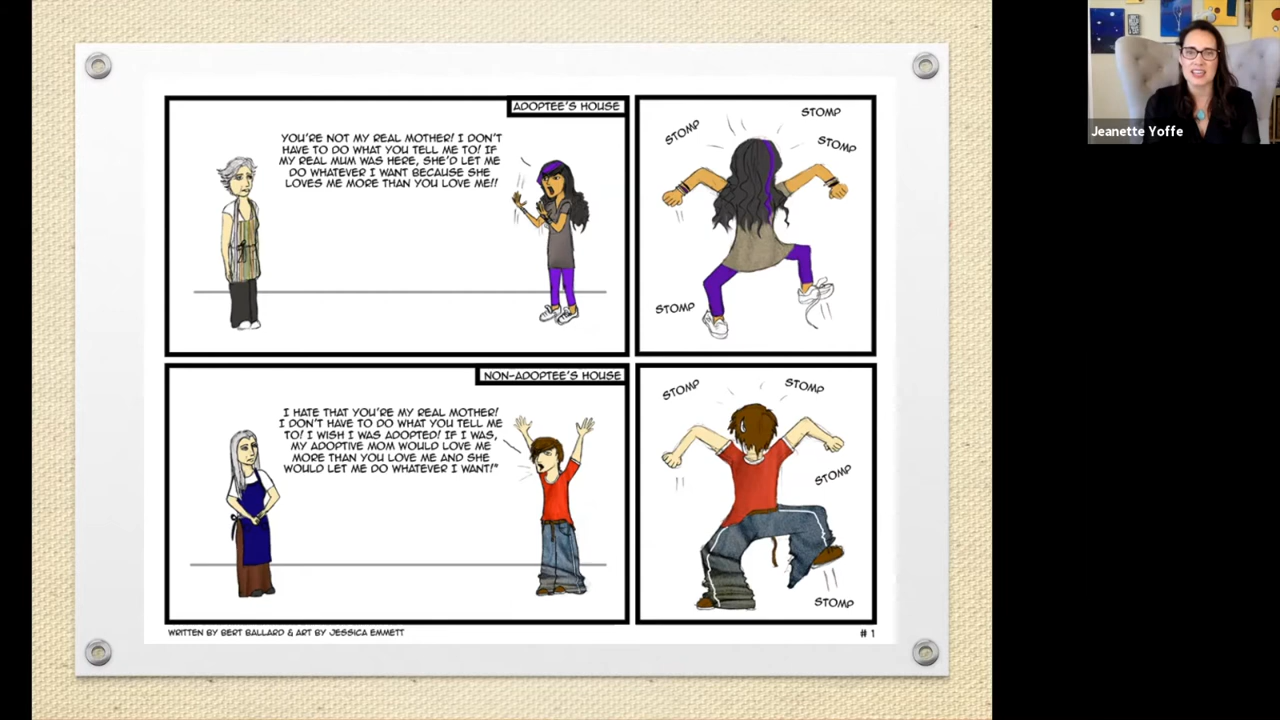 ADOPTEE'S HOUSE
YOU'RE NOT MY REAL MOTHER! I DON'T
HAVE TO DO WHAT YOU TELL ME TO! IF
MY REAL MUM WAS HERE, SHE'D LET ME
DO WHATEVER I WANT BECAUSE SHE
LOVES ME MORE THAN YOU LOVE ME!!
STOMP
STOMP
STOMP
STOMP
NON-ADOPTEE'S HOUSE
I HATE THAT YOU'RE MY REAL MOTHER!
I DON'T HAVE TO DO WHAT YOU TELL ME
TO! I WISH I WAS ADOPTED! IF I WAS,
MY ADOPTIVE MOM WOULD LOVE ME
MORE THAN YOU LOVE ME AND SHE
WOULD LET ME DO WHATEVER I WANT!"
STOMP
STOMP
STOMP
STOMP
WRITTEN BY BERT BALLARD & ART BY JESSICA EMMETT
# 1
Jeanette Yoffe